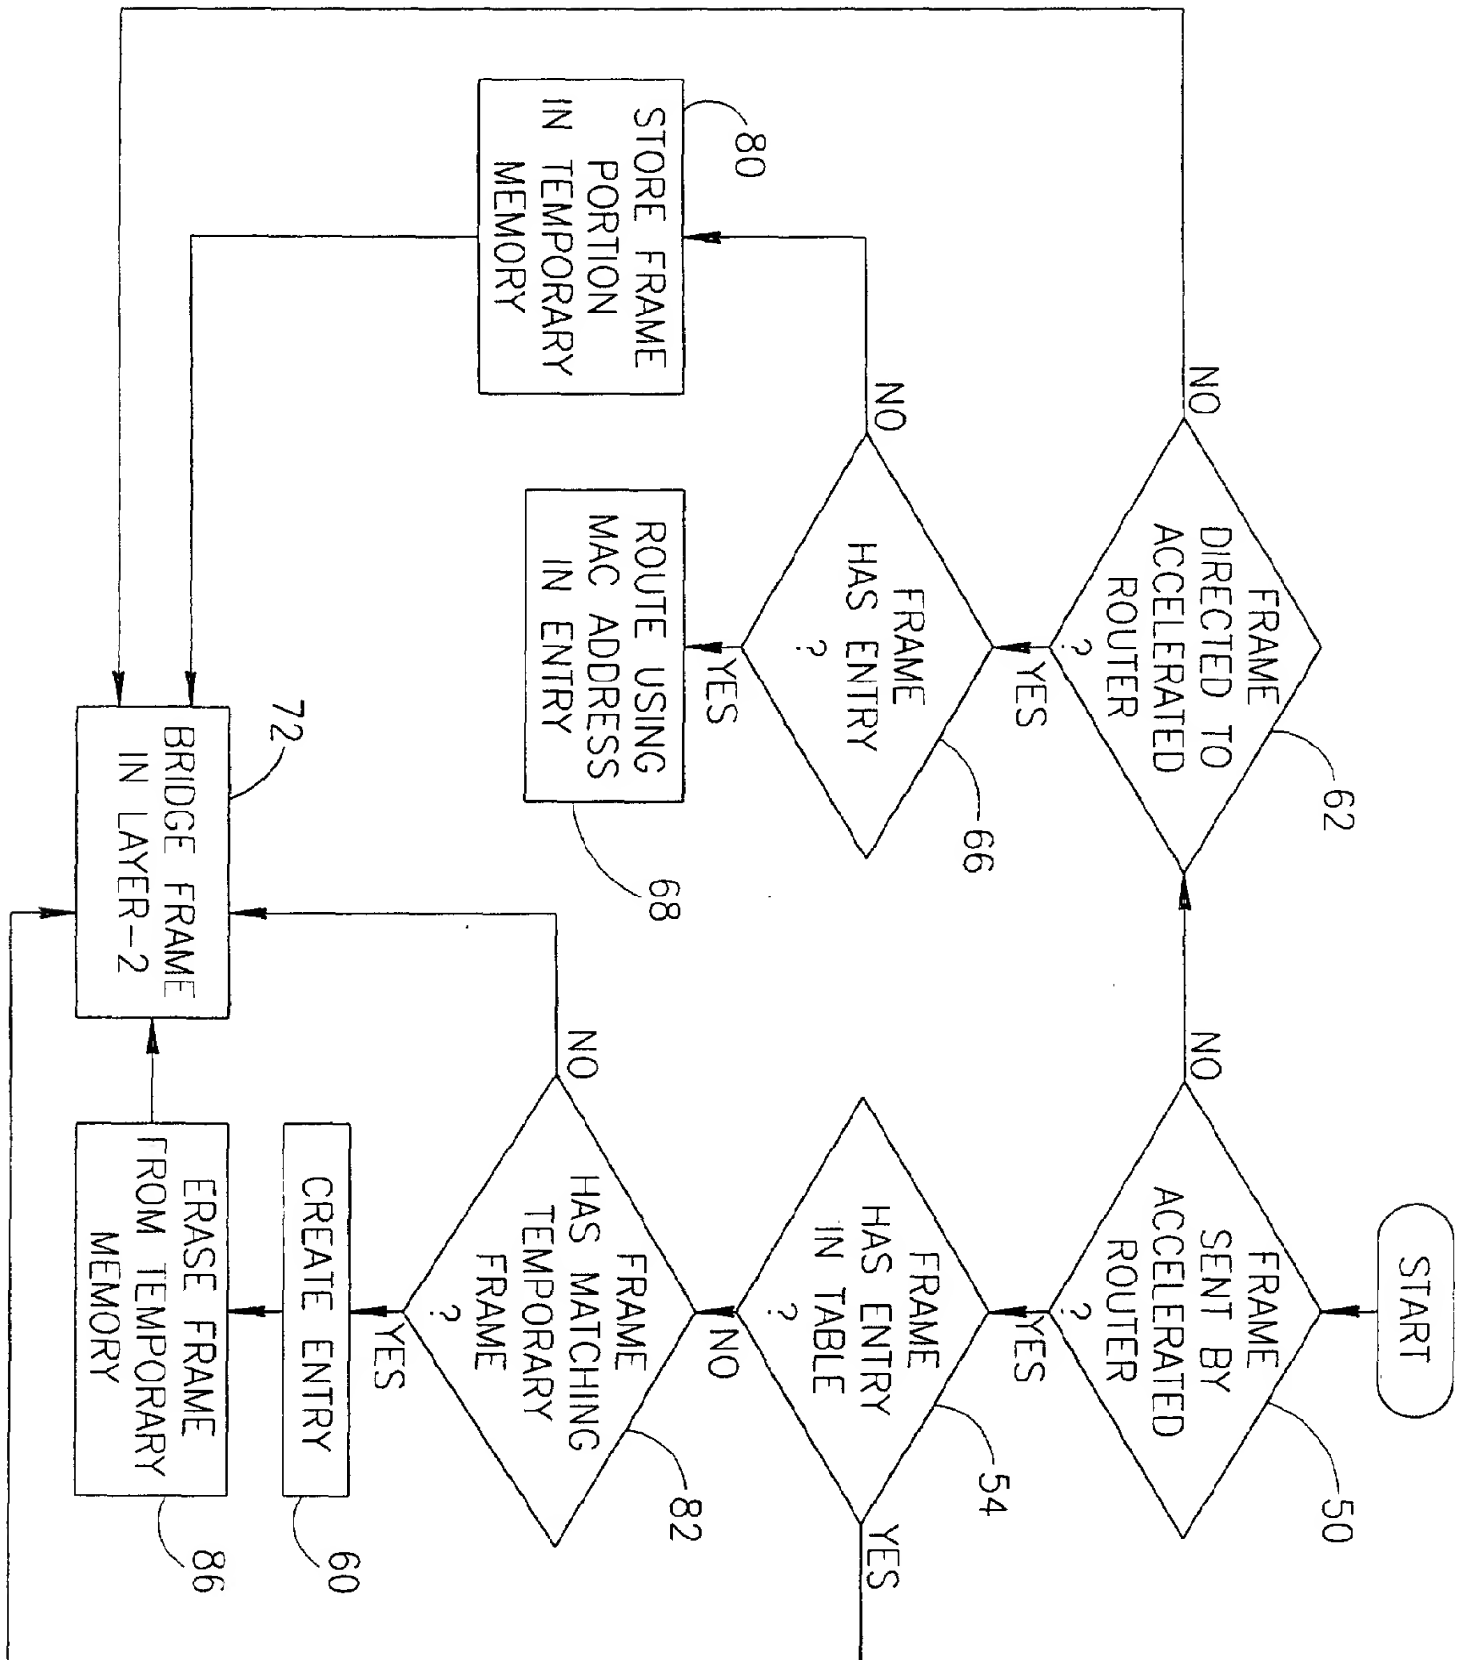 START
FRAME
SENT BY
ACCELERATED
ROUTER
?
50
NO
YES
FRAME
DIRECTED TO
ACCELERATED
ROUTER
?
62
NO
YES
FRAME
HAS ENTRY
IN TABLE
?
54
YES
NO
FRAME
HAS ENTRY
?
66
NO
YES
STORE FRAME
PORTION
IN TEMPORARY
MEMORY
80
ROUTE USING
MAC ADDRESS
IN ENTRY
68
FRAME
HAS MATCHING
TEMPORARY
FRAME
?
82
NO
YES
CREATE ENTRY
60
ERASE FRAME
FROM TEMPORARY
MEMORY
86
BRIDGE FRAME
IN LAYER-2
72